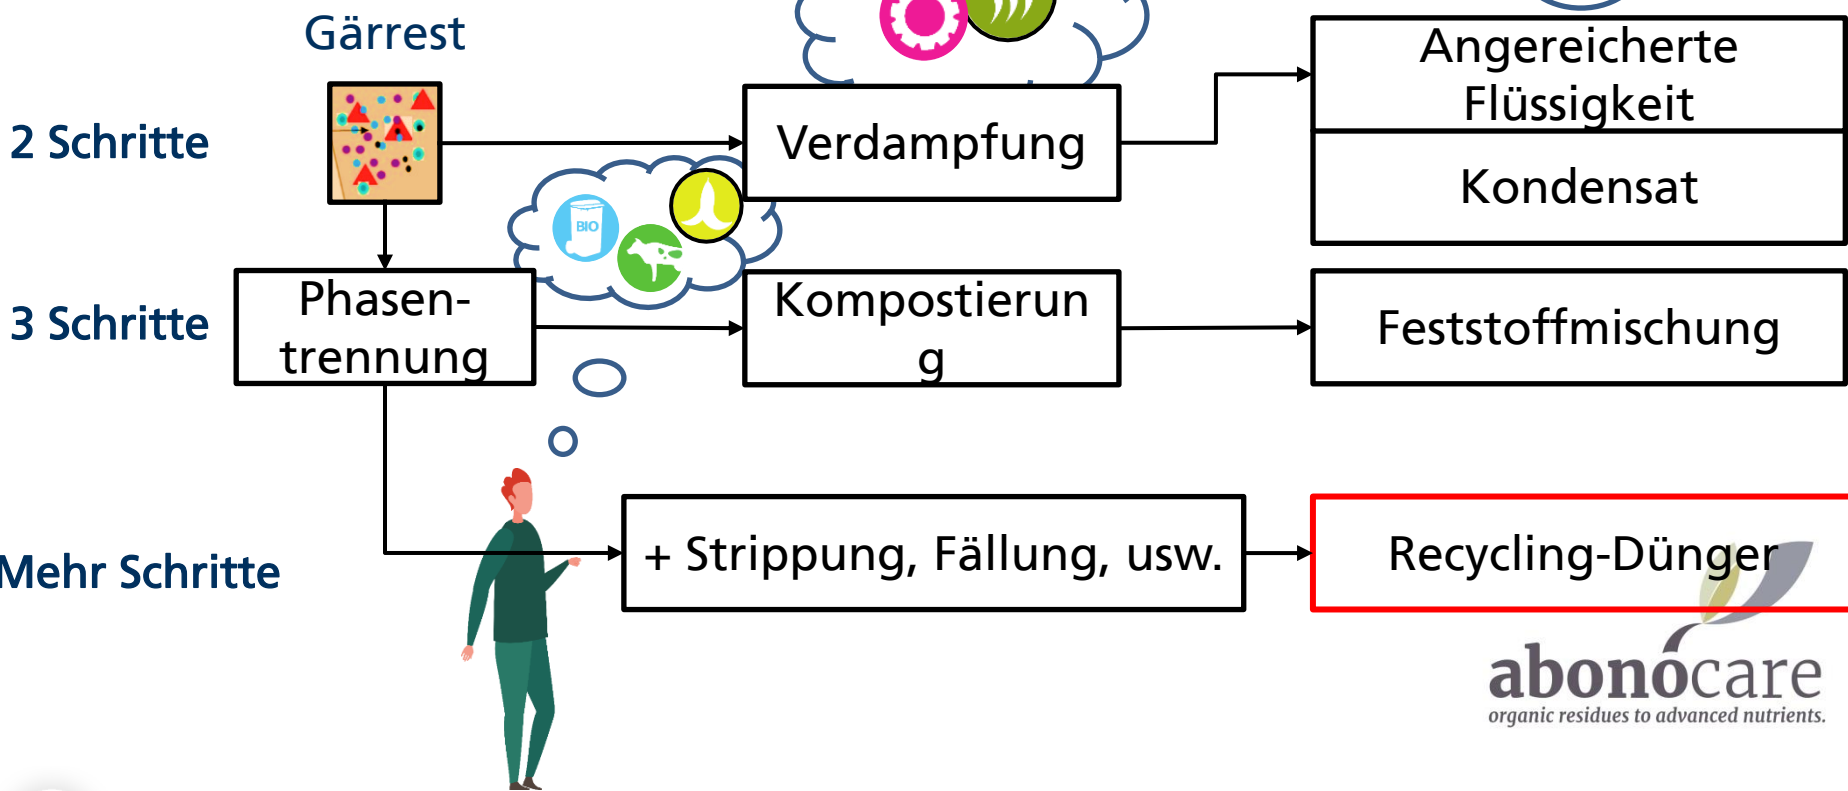 Gärrest
2 Schritte
Verdampfung
Angereicherte
Flüssigkeit
Kondensat
BIO
3 Schritte
Phasen-
trennung
Kompostierun
g
Feststoffmischung
Mehr Schritte
+ Strippung, Fällung, usw.
Recycling-Dünger
abonocare
organic residues to advanced nutrients.